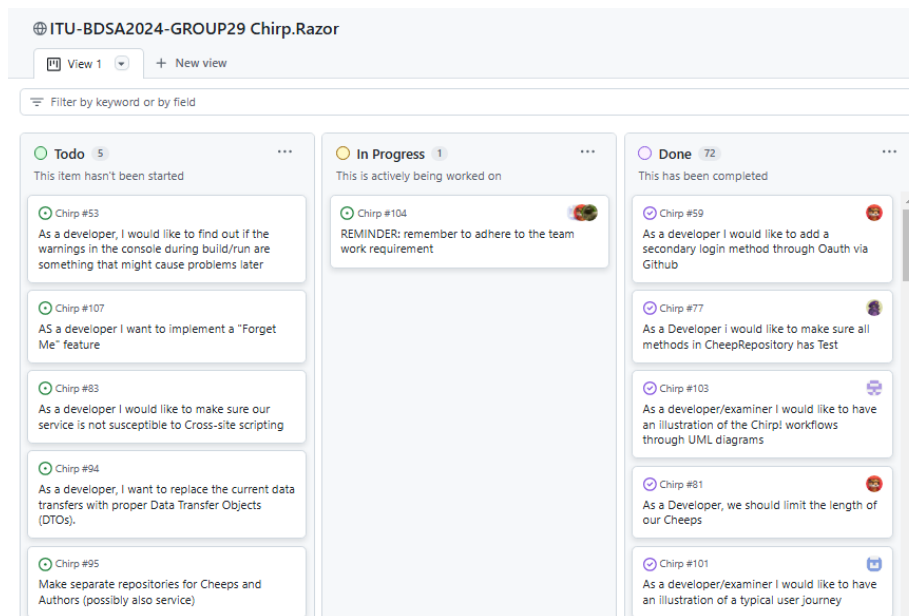 ITU-BDSA2024-GROUP29 Chirp.Razor
View 1
+ New view
Filter by keyword or by field
Todo 5 ...
This item hasn't been started
Chirp #53
As a developer, I would like to find out if the
warnings in the console during build/run are
something that might cause problems later
Chirp #107
AS a developer I want to implement a "Forget
Me" feature
Chirp #83
As a developer I would like to make sure our
service is not susceptible to Cross-site scripting
Chirp #94
As a developer, I want to replace the current data
transfers with proper Data Transfer Objects
(DTOs).
Chirp #95
Make separate repositories for Cheeps and
Authors (possibly also service)
In Progress 1 ...
This is actively being worked on
Chirp #104
REMINDER: remember to adhere to the team
work requirement
Done 72 ...
This has been completed
Chirp #59
As a developer I would like to add a
secondary login method through Oauth via
Github
Chirp #77
As a Developer i would like to make sure all
methods in CheepRepository has Test
Chirp #103
As a developer/examiner I would like to have
an illustration of the Chirp! workflows
through UML diagrams
Chirp #81
As a Developer, we should limit the length of
our Cheeps
Chirp #101
As a developer/examiner I would like to have
an illustration of a typical user journey